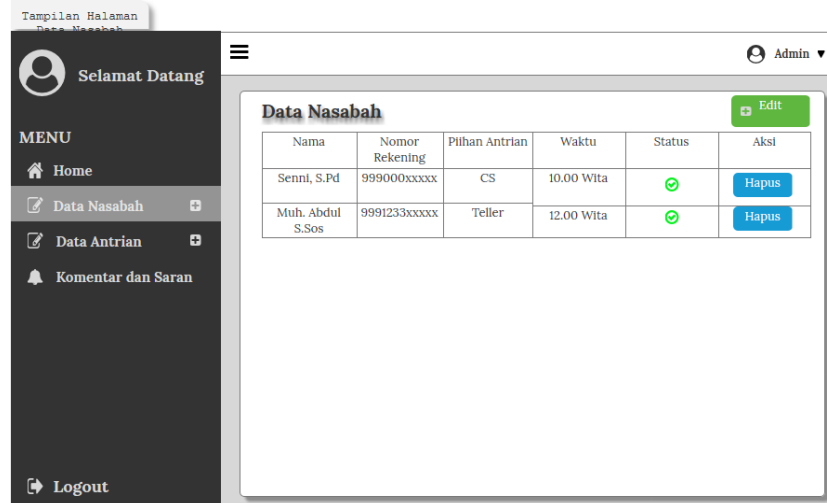 Tampilan Halaman
Data Nasabah
Selamat Datang
Admin
Data Nasabah
Edit
MENU
Home
Data Nasabah
Data Antrian
Komentar dan Saran
Logout
Nama Nomor Rekening Piihan Antrian Waktu Status Aksi
Senni, S.Pd 999000xxxxx CS 10.00 Wita Hapus
Muh. Abdul S.Sos 9991233xxxxx Teller 12.00 Wita Hapus